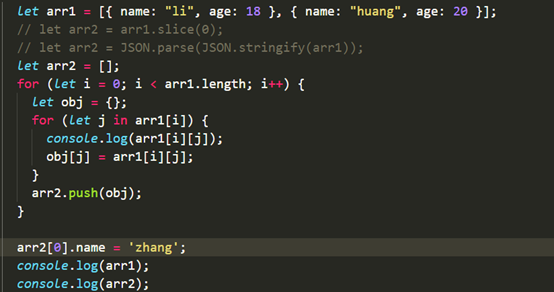 let arr1 = [{ name: "li", age: 18 }, { name: "huang", age: 20 }];
// let arr2 = arr1.slice(0);
// let arr2 = JSON.parse(JSON.stringify(arr1));
let arr2 = [];
for (let i = 0; i < arr1.length; i++) {
  let obj = {};
  for (let j in arr1[i]) {
    console.log(arr1[i][j]);
    obj[j] = arr1[i][j];
  }
  arr2.push(obj);
}

arr2[0].name = 'zhang';
console.log(arr1);
console.log(arr2);